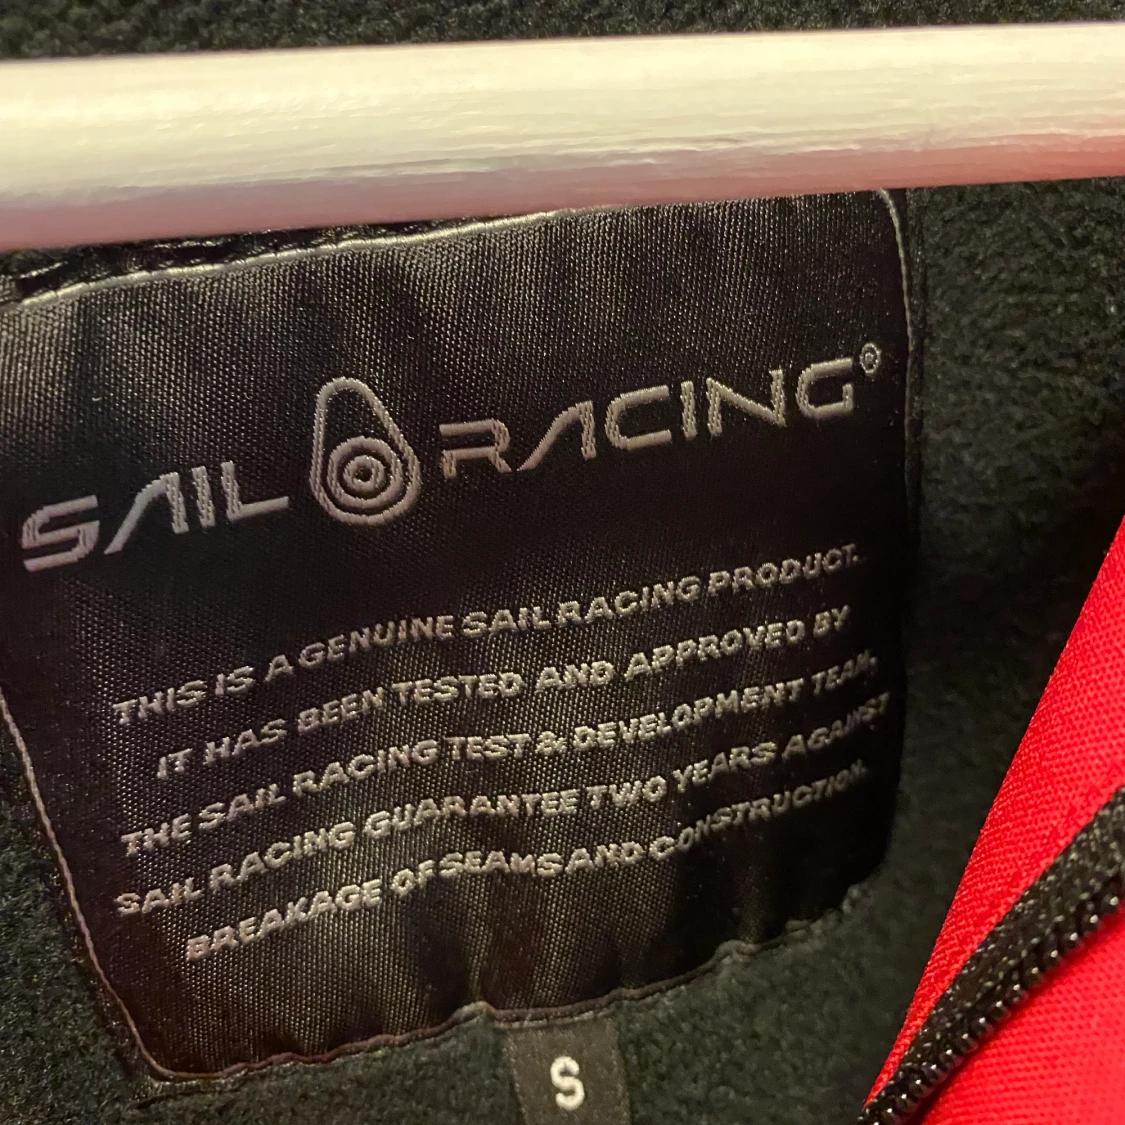 SAIL RACING®
THIS IS A GENUINE SAIL RACING PRODUCT.
IT HAS BEEN TESTED AND APPROVED BY
THE SAIL RACING TEST & DEVELOPMENT TEAM,
SAIL RACING GUARANTEE TWO YEARS AGAINST
BREAKAGE OF SEAMS AND CONSTRUCTION.
S